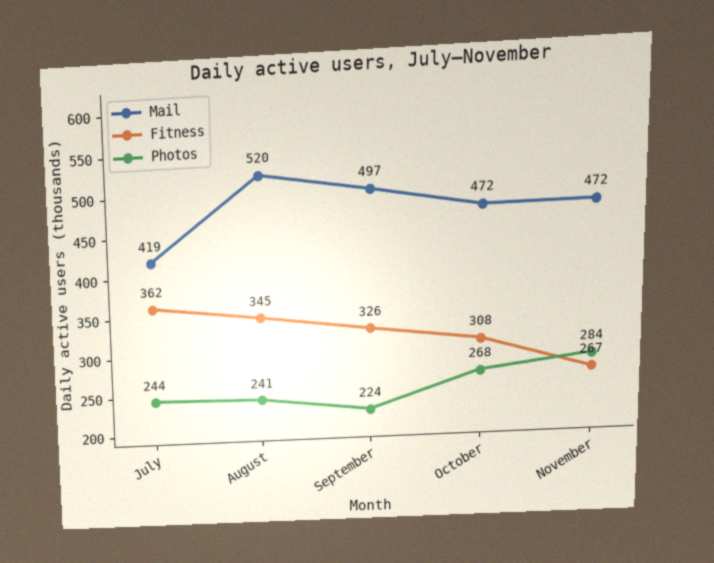 Daily active users, July–November
Mail
Fitness
Photos
Daily active users (thousands)
600
550
500
450
400
350
300
250
200
419
520
497
472
472
362
345
326
308
267
244
241
224
268
284
July
August
September
October
November
Month